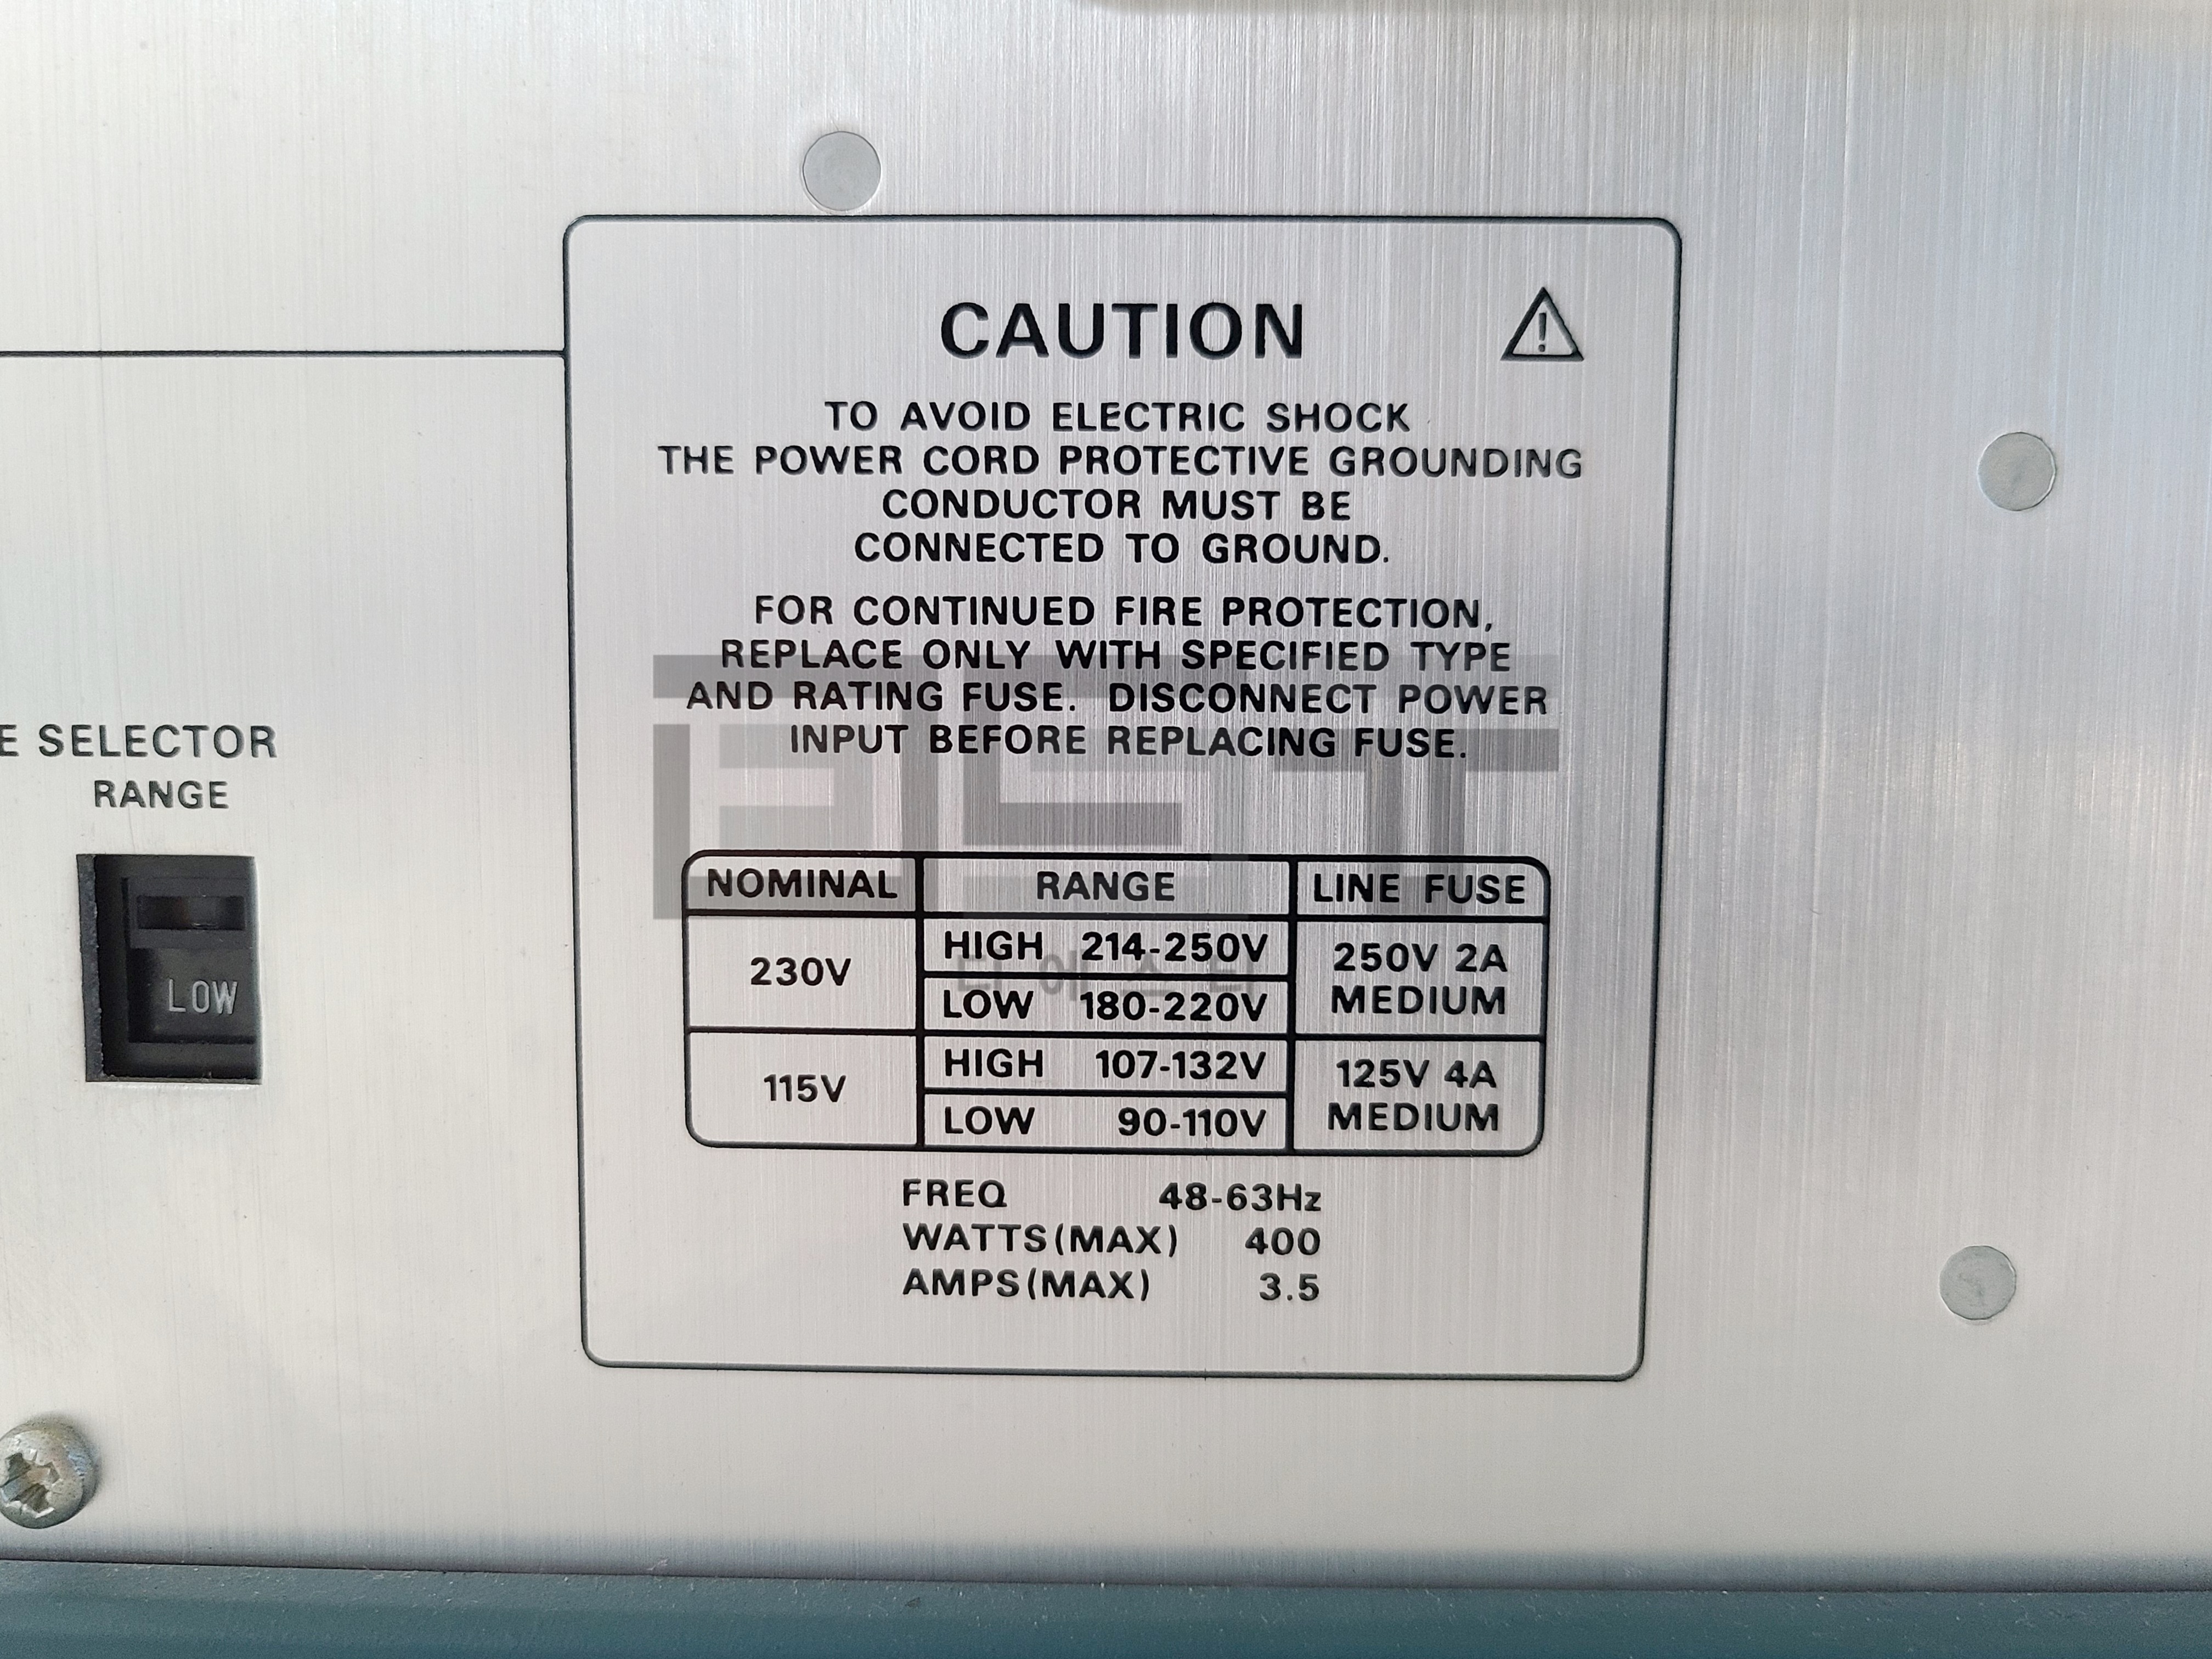 CAUTION
TO AVOID ELECTRIC SHOCK
THE POWER CORD PROTECTIVE GROUNDING
CONDUCTOR MUST BE
CONNECTED TO GROUND.
FOR CONTINUED FIRE PROTECTION,
REPLACE ONLY WITH SPECIFIED TYPE
AND RATING FUSE. DISCONNECT POWER
INPUT BEFORE REPLACING FUSE.
E SELECTOR
RANGE
LOW
NOMINAL RANGE LINE FUSE
230V
HIGH 214-250V
LOW 180-220V
250V 2A
MEDIUM
115V
HIGH 107-132V
LOW 90-110V
125V 4A
MEDIUM
FREQ 48-63Hz
WATTS(MAX) 400
AMPS(MAX) 3.5